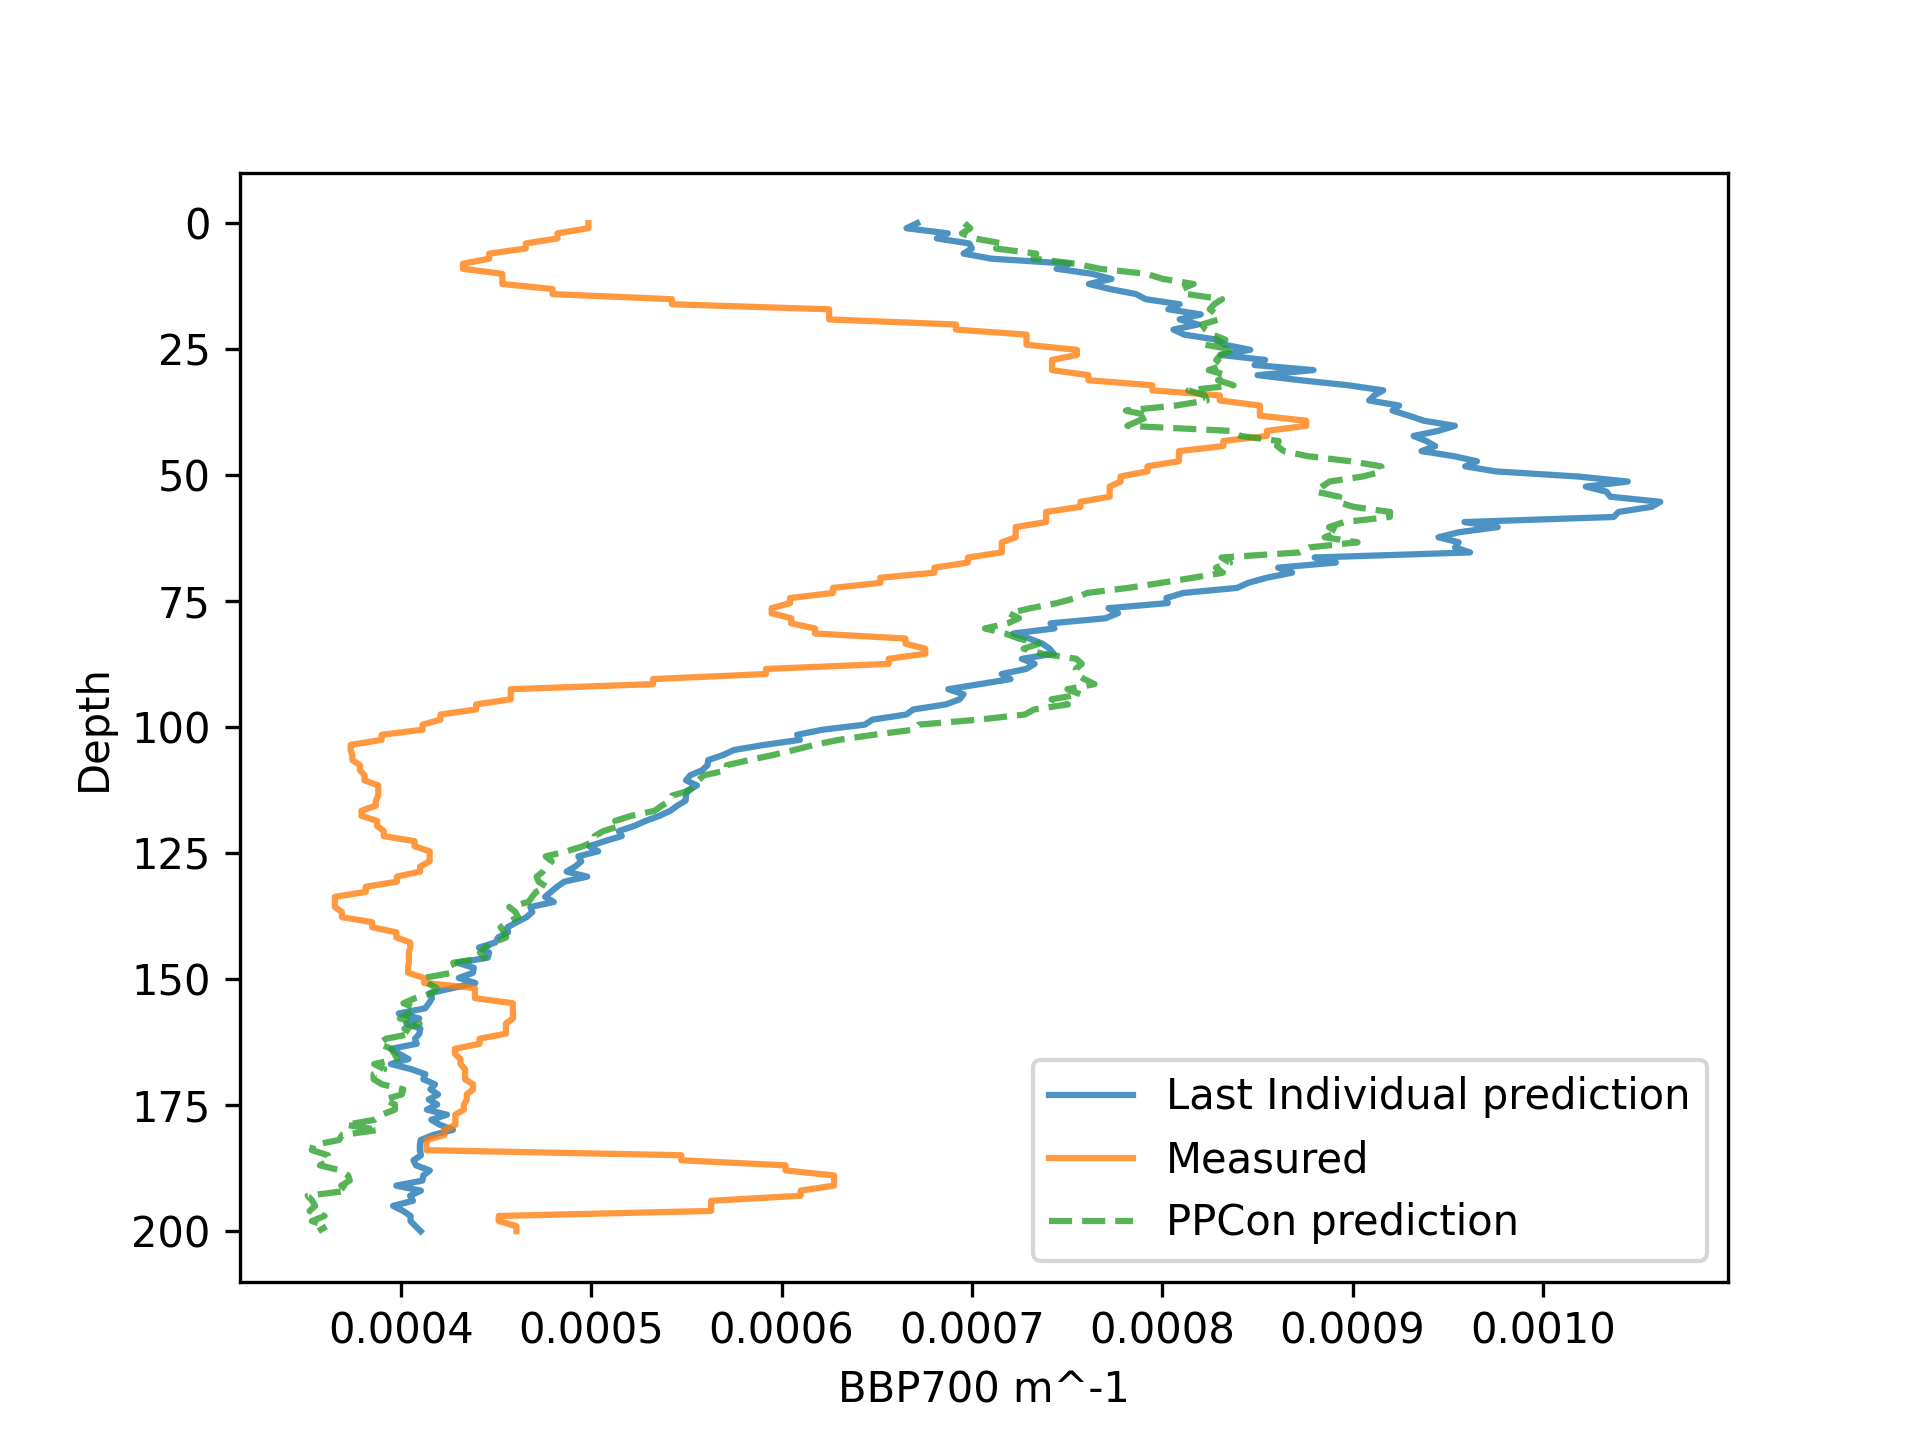 0
25
50
75
100
125
150
175
200
Depth
0.0004 0.0005 0.0006 0.0007 0.0008 0.0009 0.0010
BBP700 m^-1
Last Individual prediction
Measured
PPCon prediction